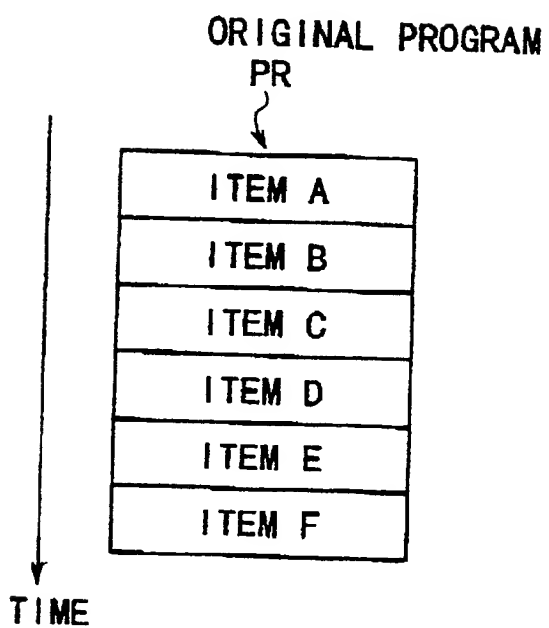 ORIGINAL PROGRAM
PR
ITEM A
ITEM B
ITEM C
ITEM D
ITEM E
ITEM F
TIME